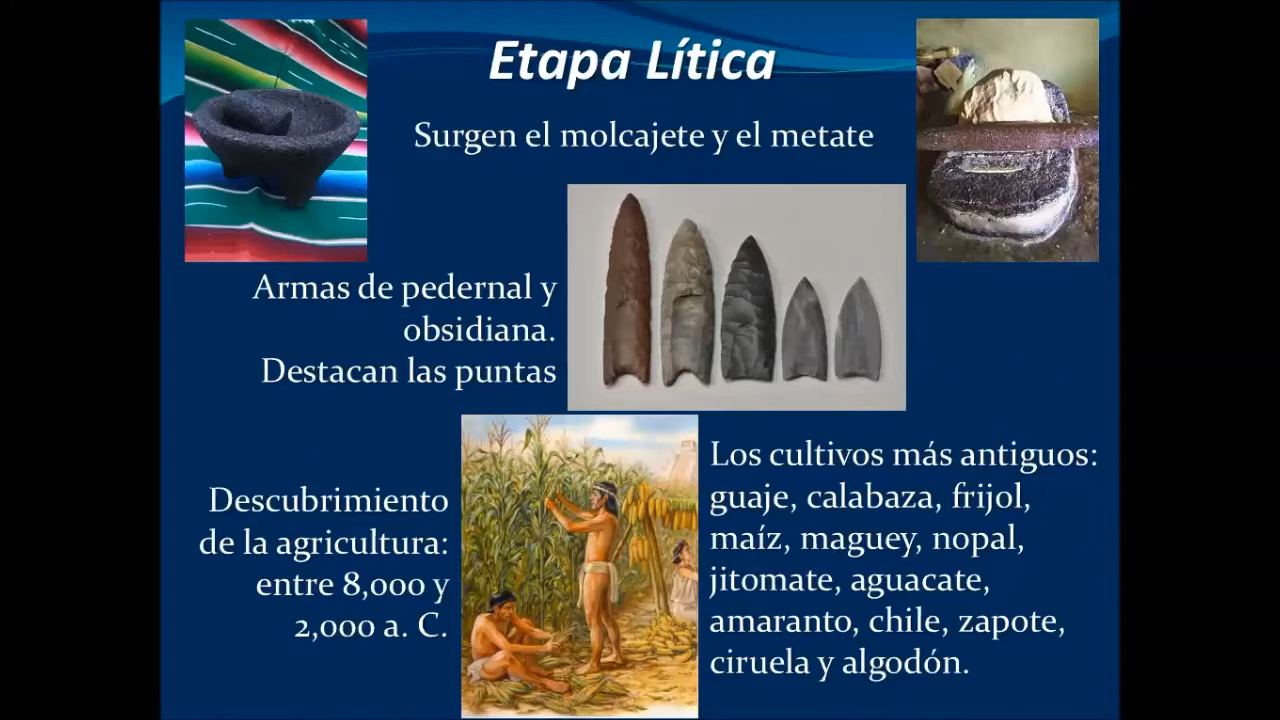 Etapa Lítica
Surgen el molcajete y el metate
Armas de pedernal y
obsidiana.
Destacan las puntas
Descubrimiento
de la agricultura:
entre 8,000 y
2,000 a. C.
Los cultivos más antiguos:
guaje, calabaza, frijol,
maíz, maguey, nopal,
jitomate, aguacate,
amaranto, chile, zapote,
ciruela y algodón.